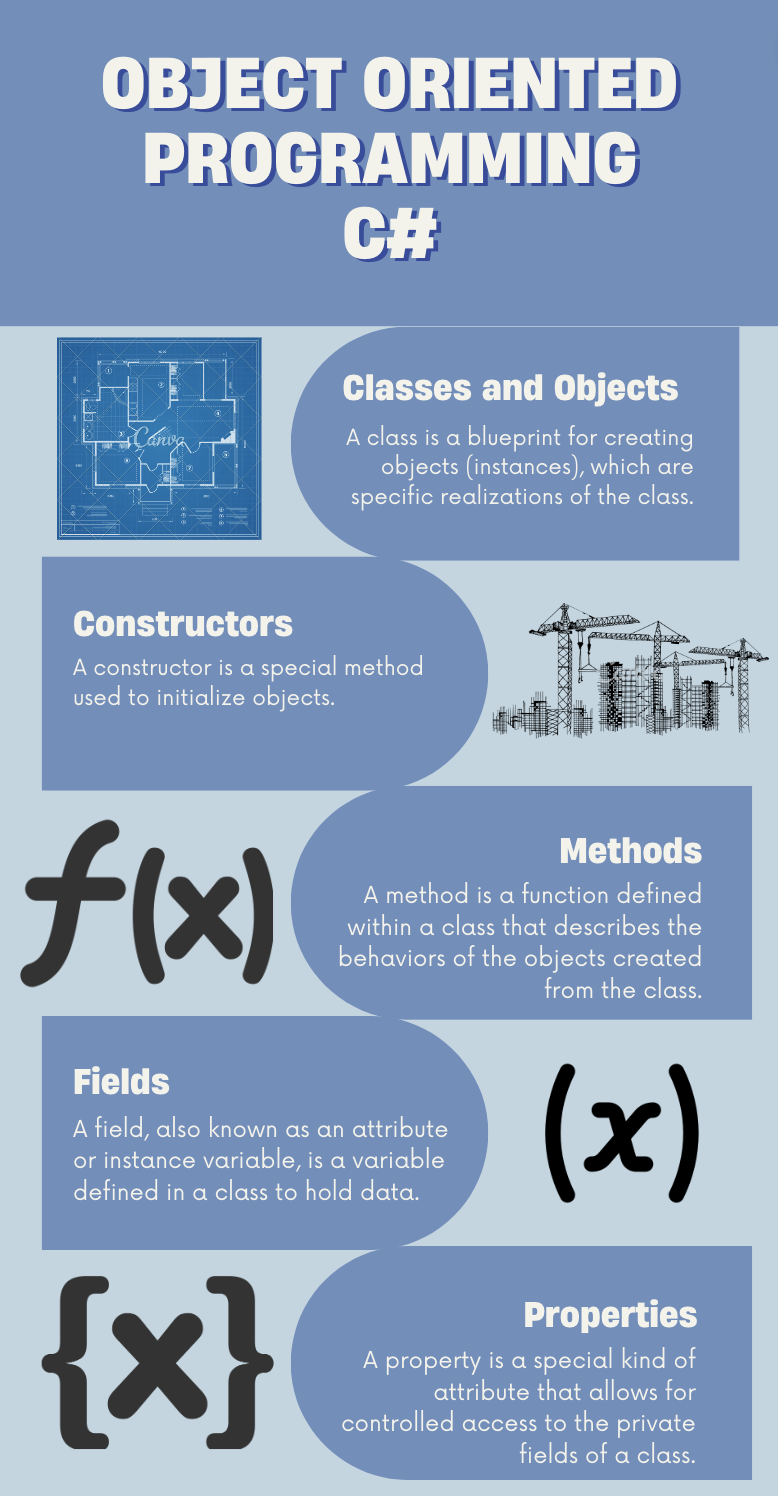 OBJECT ORIENTED
PROGRAMMING
C#
Canva
Classes and Objects
A class is a blueprint for creating
objects (instances), which are
specific realizations of the class.
Constructors
A constructor is a special method
used to initialize objects.
f(x)
Methods
A method is a function defined
within a class that describes the
behaviors of the objects created
from the class.
Fields
A field, also known as an attribute
or instance variable, is a variable
defined in a class to hold data.
(x)
{x}
Properties
A property is a special kind of
attribute that allows for
controlled access to the private
fields of a class.